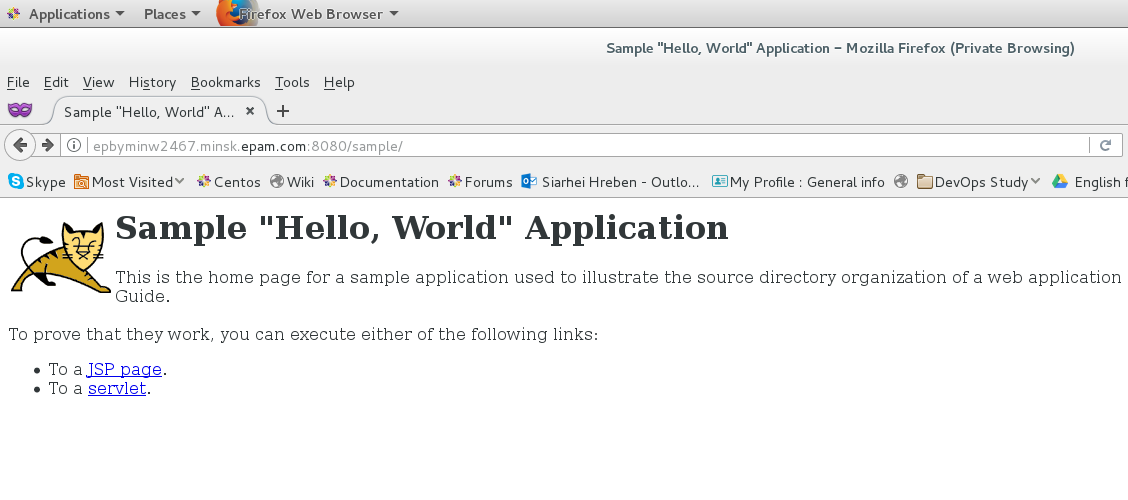 Applications Places Firefox Web Browser
Sample "Hello, World" Application – Mozilla Firefox (Private Browsing)
File Edit View History Bookmarks Tools Help
Sample "Hello, World" A...
epbyminw2467.minsk.epam.com:8080/sample/
Skype Most Visited Centos Wiki Documentation Forums Siarhei Hreben - Outlo... My Profile : General info DevOps Study English f
Sample "Hello, World" Application
This is the home page for a sample application used to illustrate the source directory organization of a web application
Guide.
To prove that they work, you can execute either of the following links:
• To a JSP page.
• To a servlet.